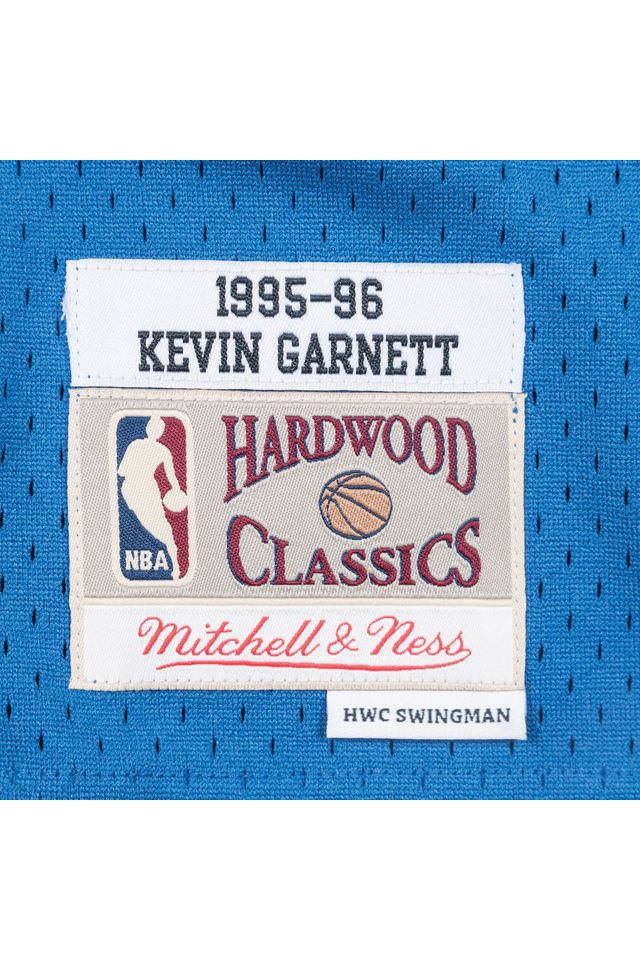 1995-96
KEVIN GARNETT
HARDWOOD
NBA
CLASSICS
Mitchell & Ness
HWC SWINGMAN